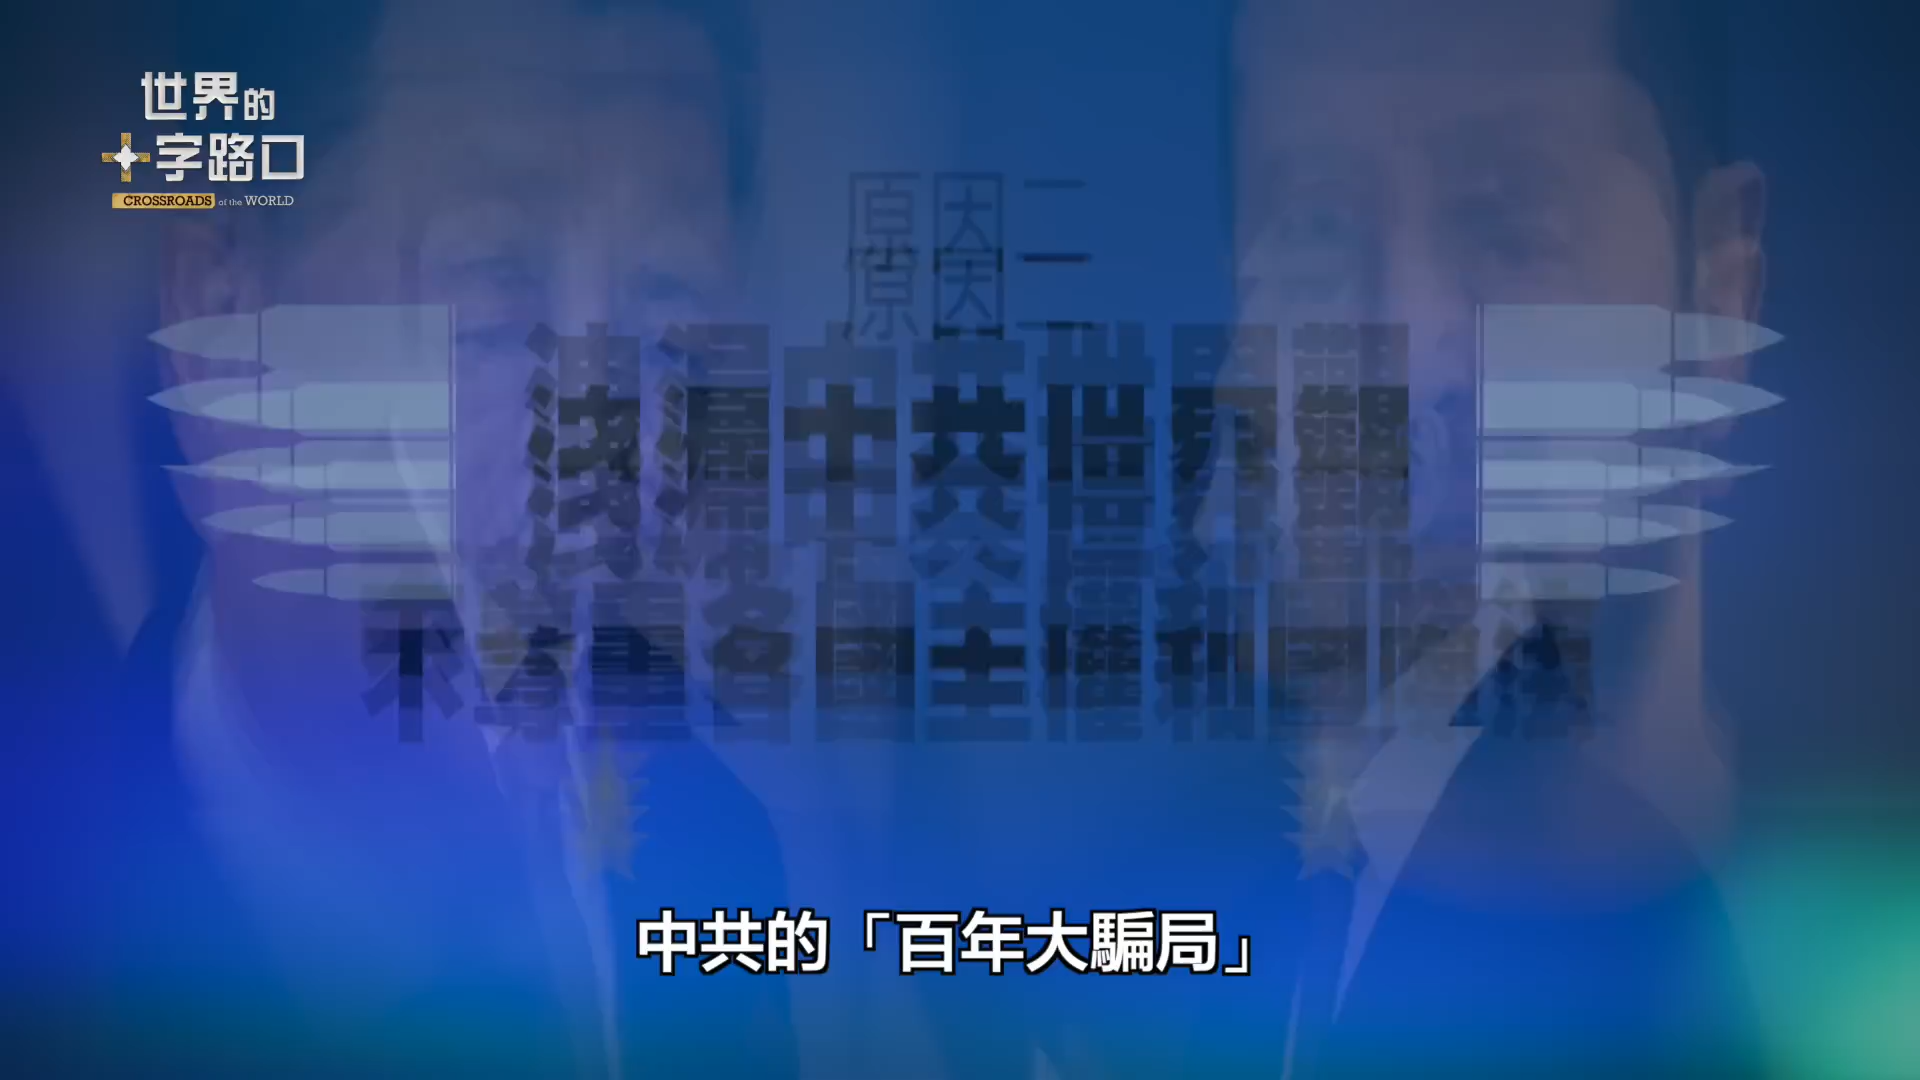 世界的
十字路口
CROSSROADS of the WORLD
原因二
洩漏中共世界觀
不尊重各國主權和國際法
中共的「百年大騙局」